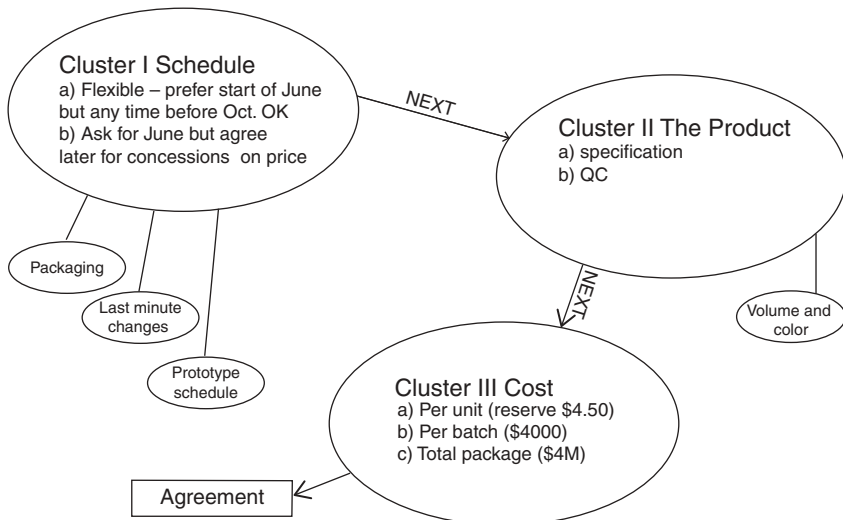 Cluster I Schedule
a) Flexible – prefer start of June
but any time before Oct. OK
b) Ask for June but agree
later for concessions on price
NEXT
Cluster II The Product
a) specification
b) QC
Packaging
Last minute
changes
Prototype
schedule
NEXT
Volume and
color
Cluster III Cost
a) Per unit (reserve $4.50)
b) Per batch ($4000)
c) Total package ($4M)
Agreement